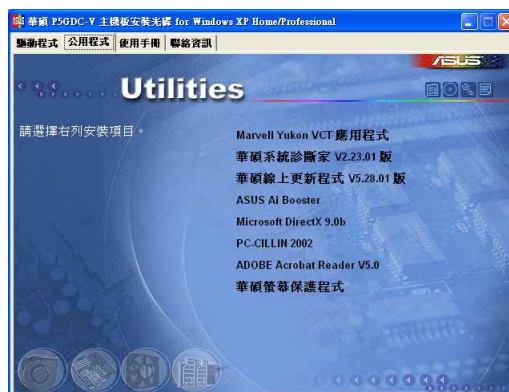 華碩 P5GDC-V 主機板安裝光碟 for Windows XP Home/Professional
驅動程式 公用程式 使用手冊 聯絡資訊
ASUS
Utilities
請選擇右列安裝項目。
Marvell Yukon VCT 應用程式
華碩系統診斷家 V2.23.01 版
華碩線上更新程式 V5.28.01 版
ASUS Ai Booster
Microsoft DirectX 9.0b
PC-CILLIN 2002
ADOBE Acrobat Reader V5.0
華碩螢幕保護程式